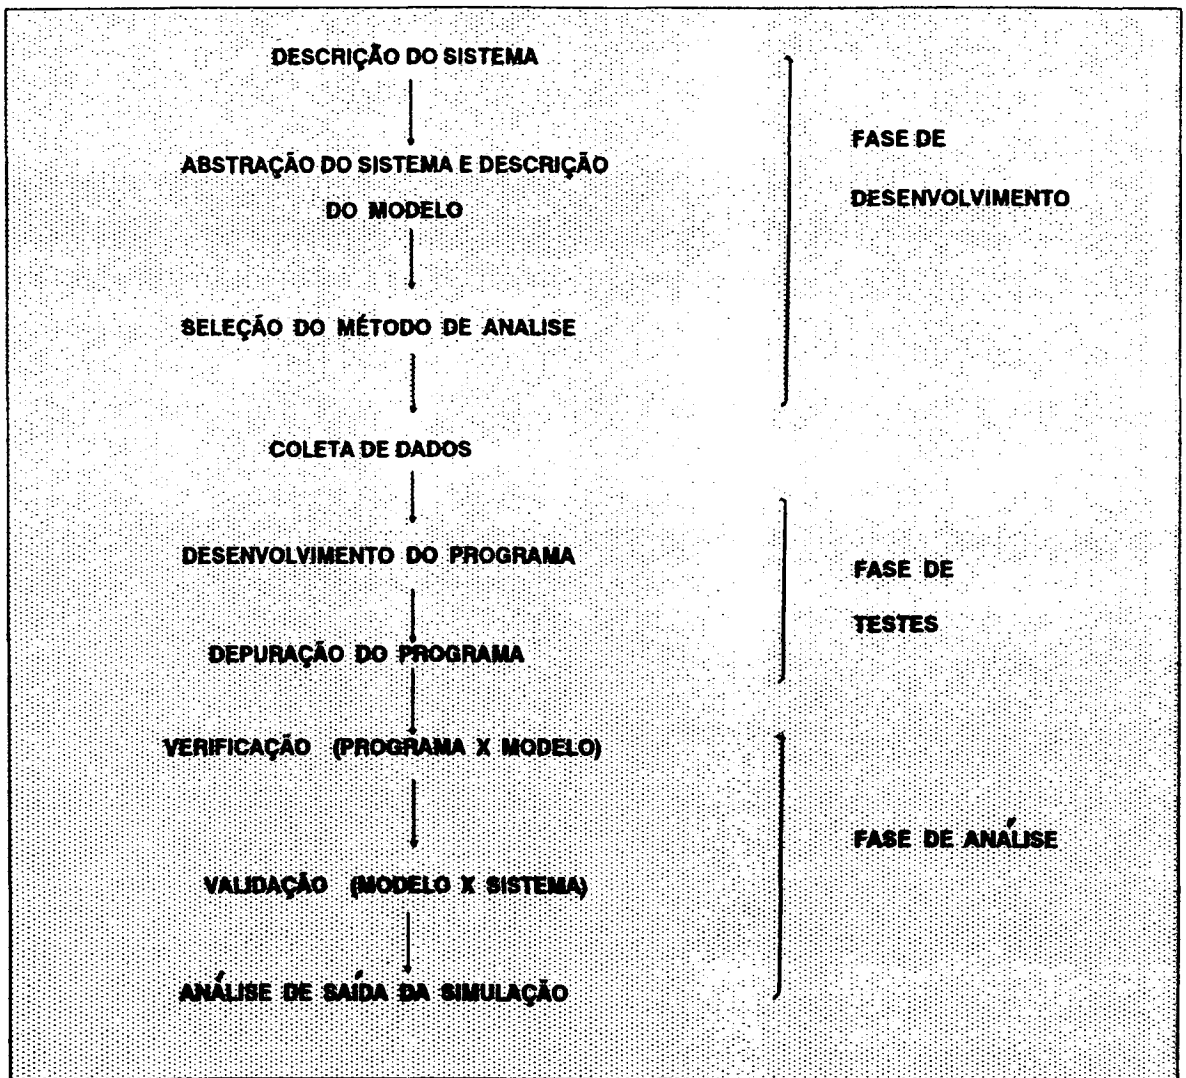 DESCRIÇÃO DO SISTEMA
ABSTRAÇÃO DO SISTEMA E DESCRIÇÃO
DO MODELO
SELEÇÃO DO MÉTODO DE ANALISE
COLETA DE DADOS
DESENVOLVIMENTO DO PROGRAMA
DEPURAÇÃO DO PROGRAMA
VERIFICAÇÃO (PROGRAMA X MODELO)
VALIDAÇÃO (MODELO X SISTEMA)
ANÁLISE DE SAÍDA DA SIMULAÇÃO
FASE DE
DESENVOLVIMENTO
FASE DE
TESTES
FASE DE ANÁLISE